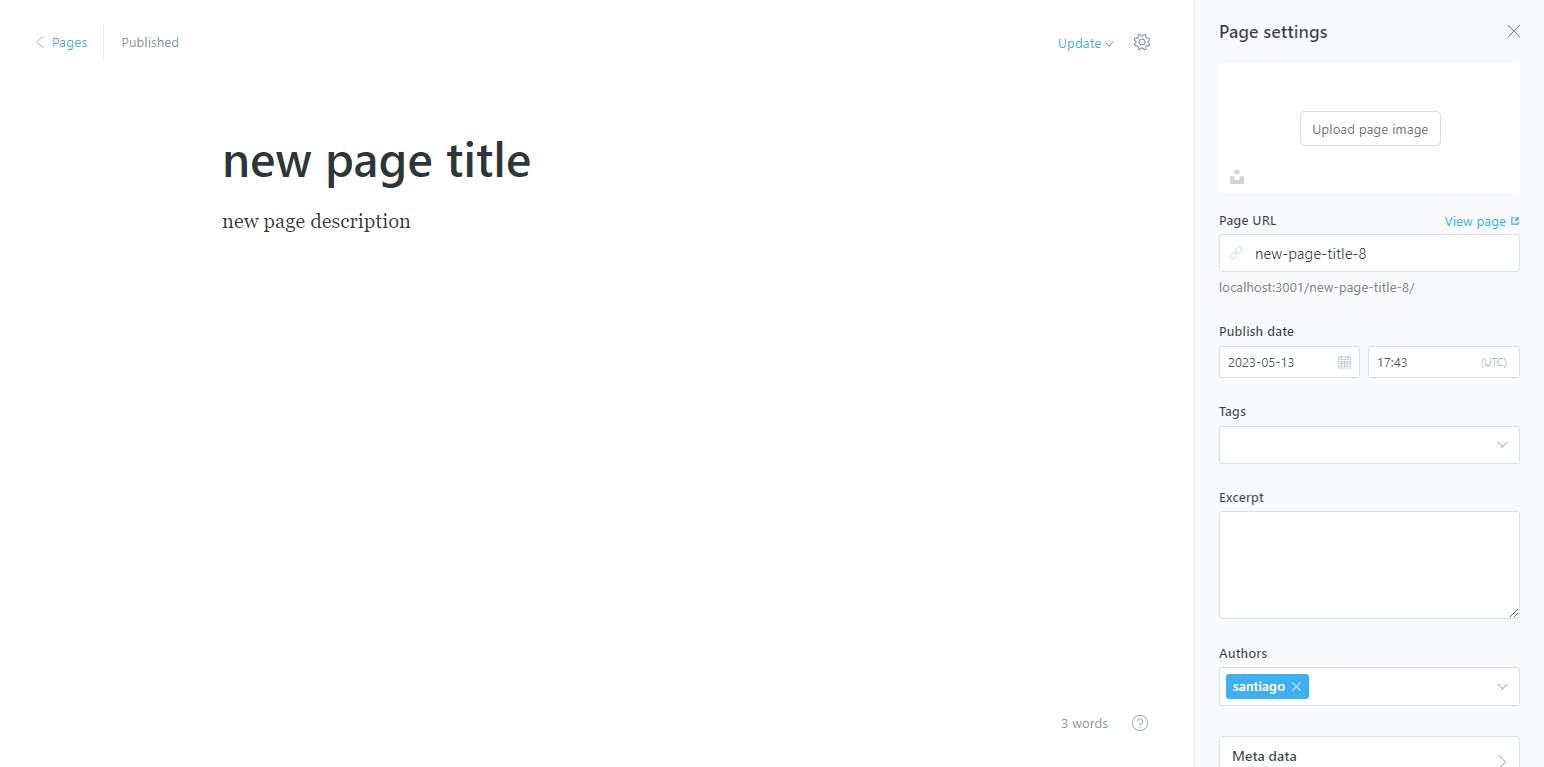 Pages
Published
Update
new page title
new page description
3 words
Page settings
Upload page image
Page URL
View page
new-page-title-8
localhost:3001/new-page-title-8/
Publish date
2023-05-13
17:43
(UTC)
Tags
Excerpt
Authors
santiago
Meta data